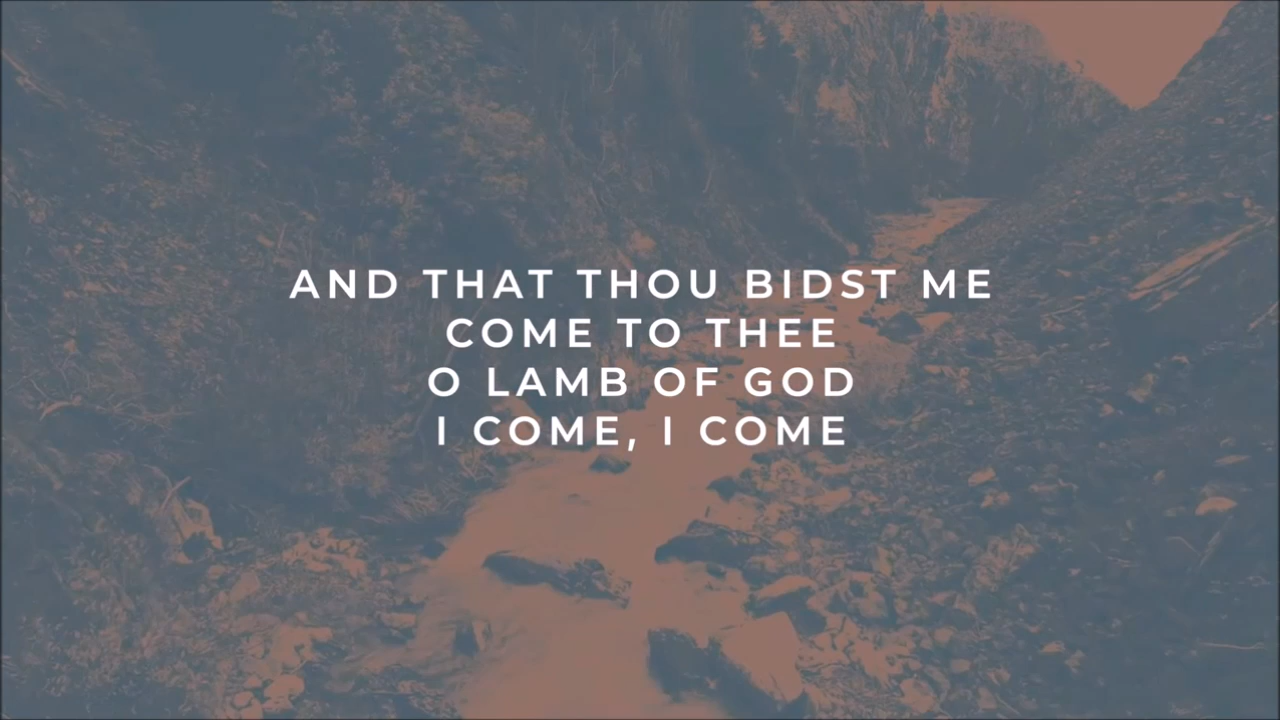 AND THAT THOU BIDST ME
COME TO THEE
O LAMB OF GOD
I COME, I COME